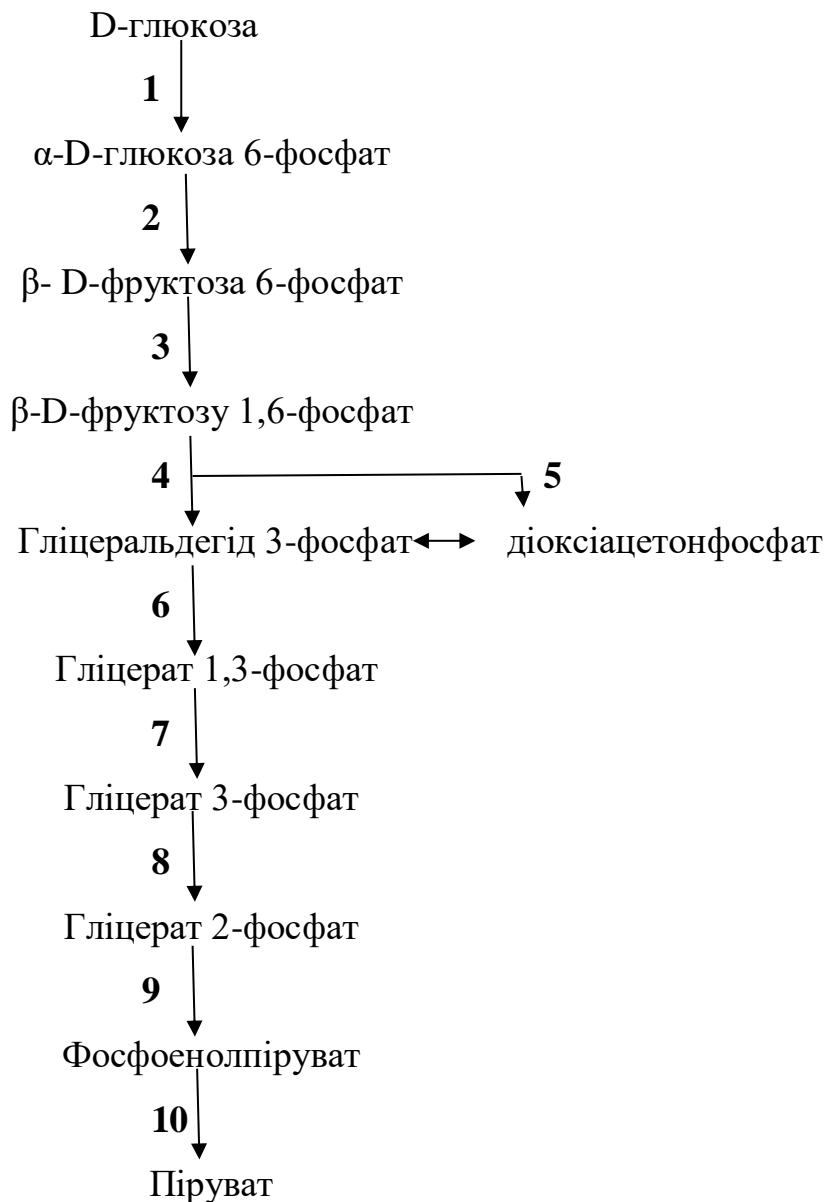 D-глюкоза
1
α-D-глюкоза 6-фосфат
2
β- D-фруктоза 6-фосфат
3
β-D-фруктозу 1,6-фосфат
4 5
Гліцеральдегід 3-фосфат діоксіацетонфосфат
6
Гліцерат 1,3-фосфат
7
Гліцерат 3-фосфат
8
Гліцерат 2-фосфат
9
Фосфоенолпіруват
10
Піруват